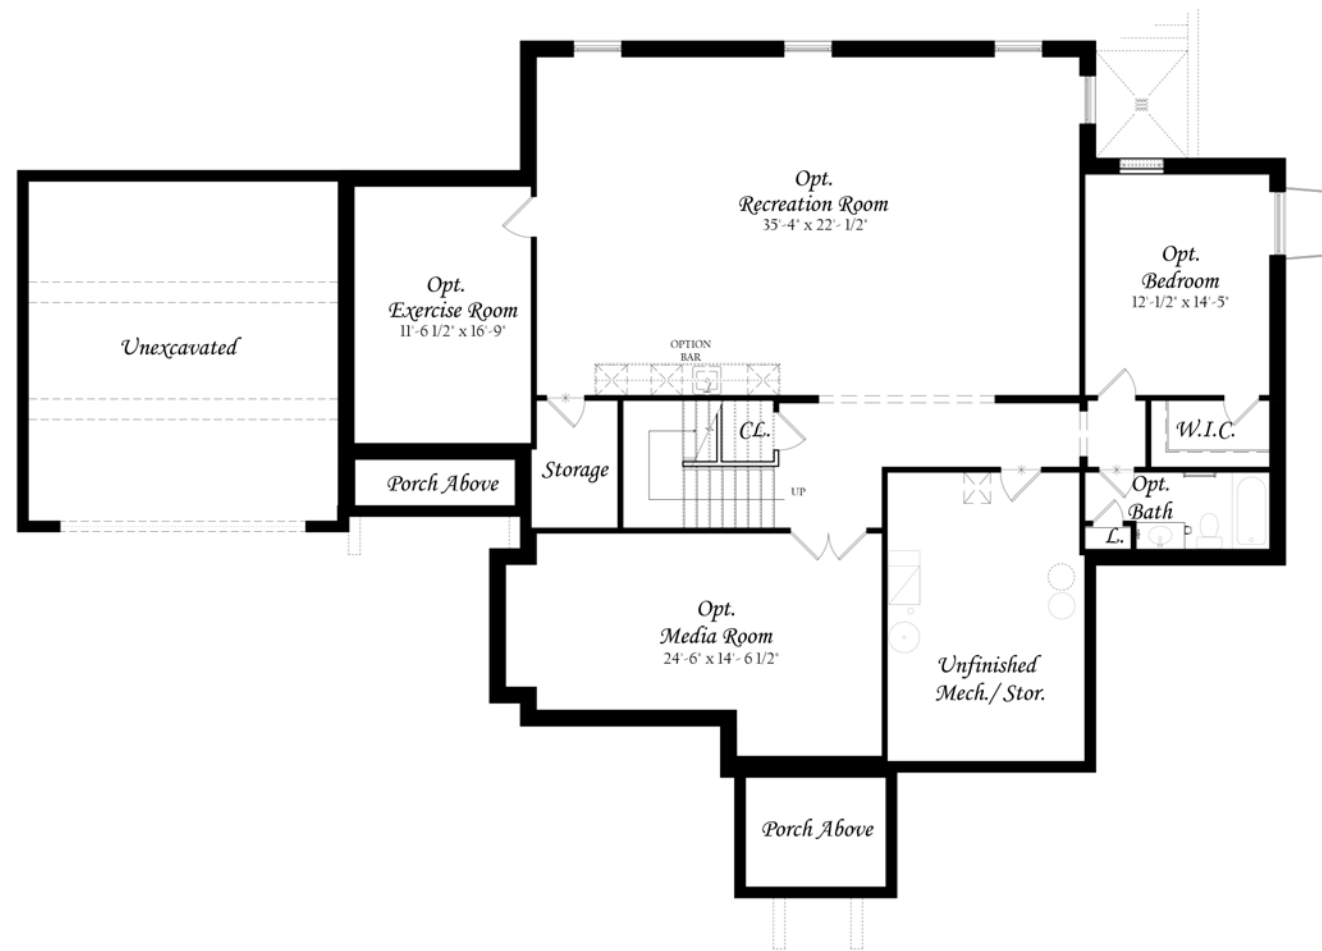 Opt.
Recreation Room
35'-4" x 22'- 1/2"
Opt.
Bedroom
12'-1/2" x 14'-5"
Opt.
Exercise Room
11'-6 1/2" x 16'-9"
Unexcavated
OPTION
BAR
CL.
W.I.C.
Porch Above
Storage
UP
Opt.
Bath
L.
Opt.
Media Room
24'-6" x 14'- 6 1/2"
Unfinished
Mech./ Stor.
Porch Above